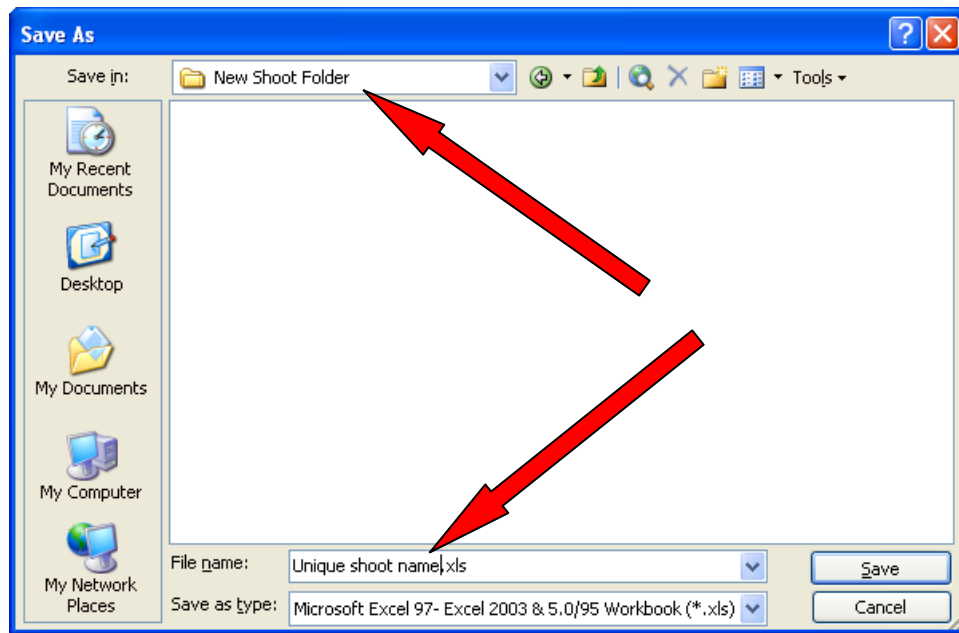 Save As
Save in:
New Shoot Folder
Tools
My Recent
Documents
Desktop
My Documents
My Computer
My Network
Places
File name:
Unique shoot name.xls
Save
Save as type:
Microsoft Excel 97- Excel 2003 & 5.0/95 Workbook (*.xls)
Cancel